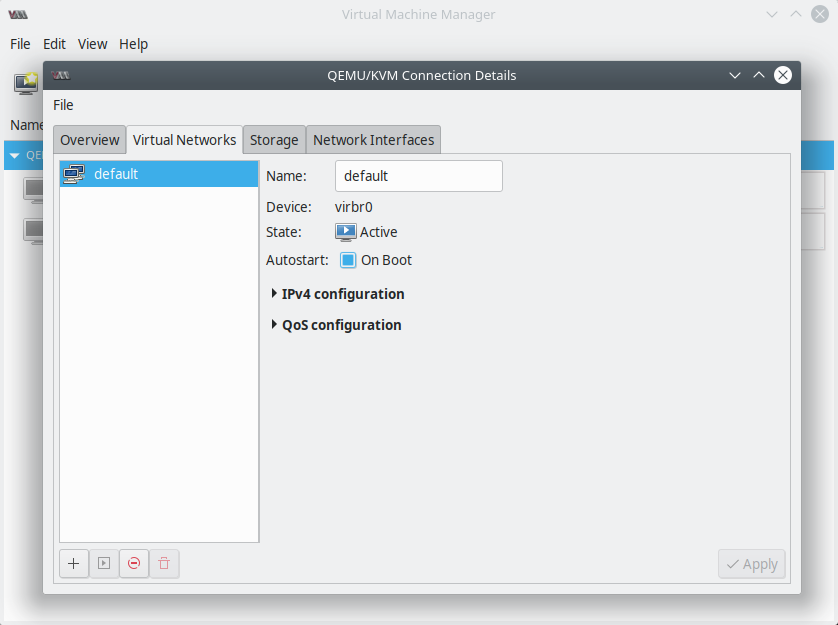 Virtual Machine Manager
File Edit View Help
QEMU/KVM Connection Details
File
Name
Overview Virtual Networks Storage Network Interfaces
QE
default
Name: default
Device: virbr0
State: Active
Autostart: On Boot
IPv4 configuration
QoS configuration
Apply